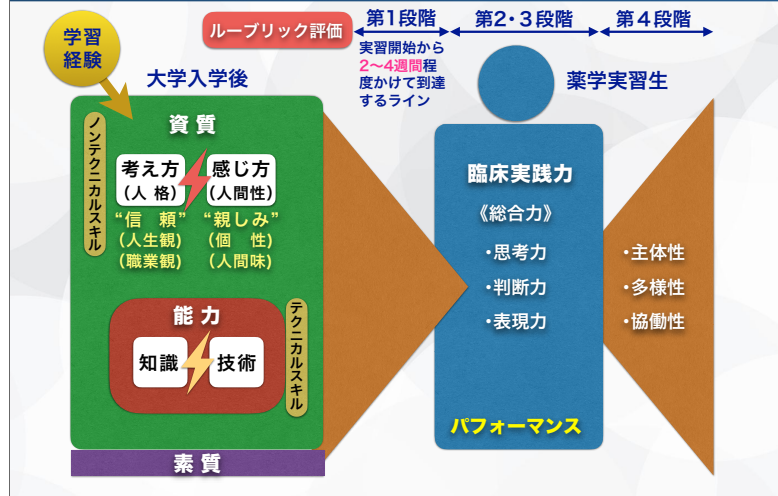 学習
経験
ルーブリック評価
第1段階
第2・3段階
第4段階
実習開始から
2〜4週間程
度かけて到達
するライン
大学入学後
薬学実習生
ノンテクニカルスキル
資質
考え方
(人 格)
感じ方
(人間性)
“信 頼”
(人生観)
(職業観)
“親しみ”
(個 性)
(人間味)
能力
知識
技術
テクニカルスキル
素質
臨床実践力
《総合力》
・思考力
・判断力
・表現力
パフォーマンス
・主体性
・多様性
・協働性